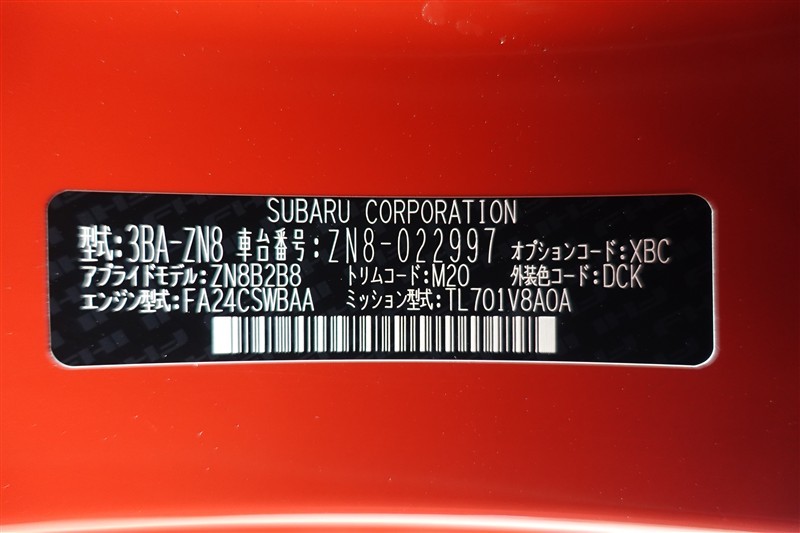 SUBARU CORPORATION
型式:3BA-ZN8 車台番号:ZN8-022997 オプションコード:XBC
アプライドモデル:ZN8B2B8 トリムコード:M20 外装色コード:DCK
エンジン型式:FA24CSWBAA ミッション型式:TL701V8A0A